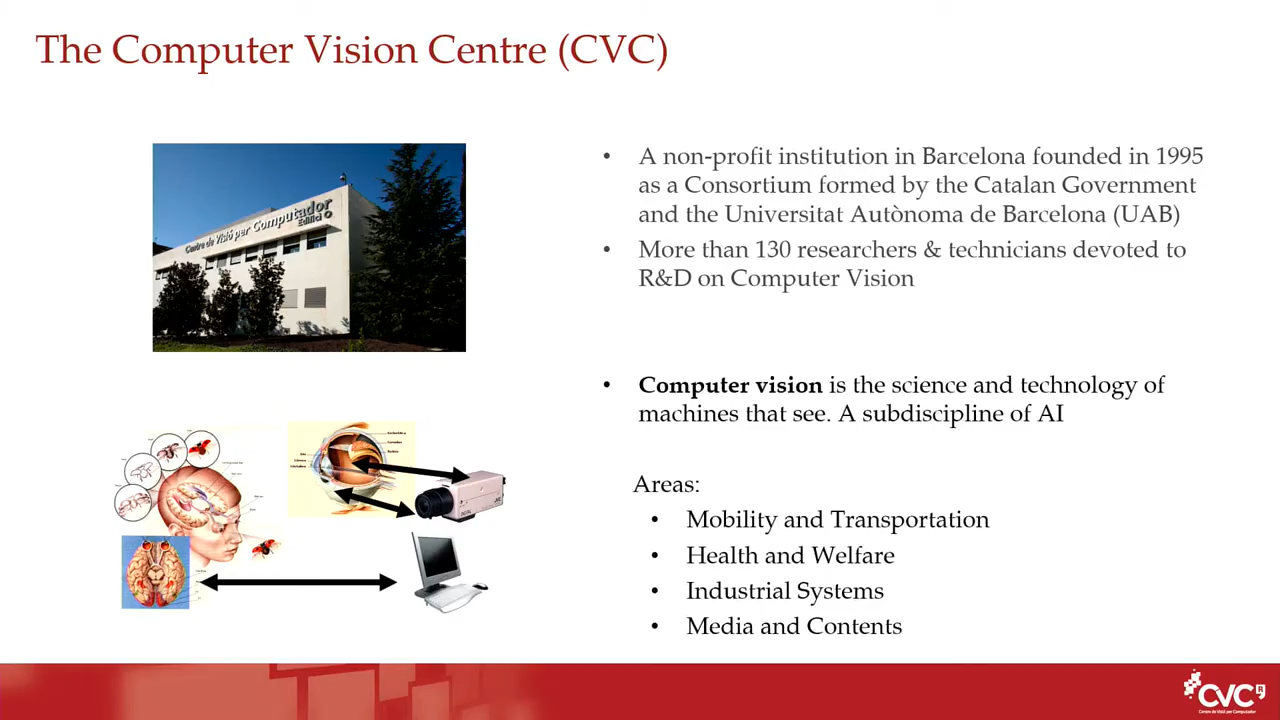 The Computer Vision Centre (CVC)
Centre de Visió per Computador
Edifici O
• A non-profit institution in Barcelona founded in 1995
as a Consortium formed by the Catalan Government
and the Universitat Autònoma de Barcelona (UAB)
• More than 130 researchers & technicians devoted to
R&D on Computer Vision
• Computer vision is the science and technology of
machines that see. A subdiscipline of AI
Areas:
• Mobility and Transportation
• Health and Welfare
• Industrial Systems
• Media and Contents
CVC
Centre de Visió per Computador